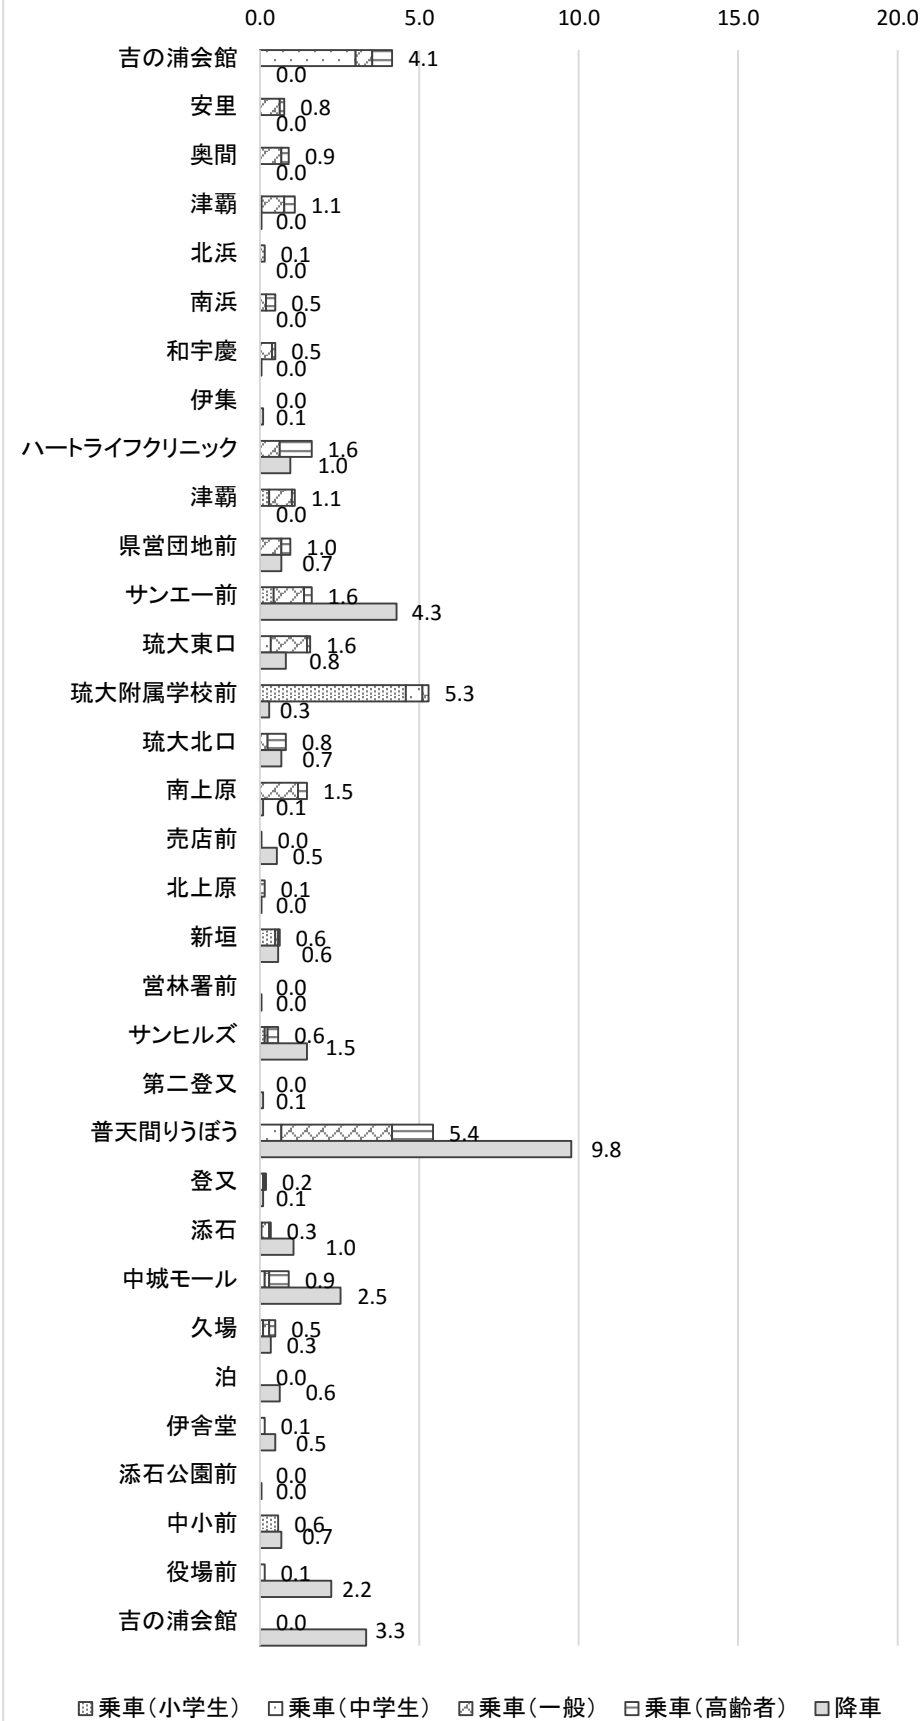 0.0 5.0 10.0 15.0 20.0
吉の浦会館 4.1
0.0
安里 0.8
0.0
奥間 0.9
0.0
津覇 1.1
0.0
北浜 0.1
0.0
南浜 0.5
0.0
和宇慶 0.5
0.0
伊集 0.0
0.1
ハートライフクリニック 1.6
1.0
津覇 1.1
0.0
県営団地前 1.0
0.7
サンエー前 1.6
4.3
琉大東口 1.6
0.8
琉大附属学校前 5.3
0.3
琉大北口 0.8
0.7
南上原 1.5
0.1
売店前 0.0
0.5
北上原 0.1
0.0
新垣 0.6
0.6
営林署前 0.0
0.0
サンヒルズ 0.6
1.5
第二登又 0.0
0.1
普天間りうぼう 5.4
9.8
登又 0.2
0.1
添石 0.3
1.0
中城モール 0.9
2.5
久場 0.5
0.3
泊 0.0
0.6
伊舎堂 0.1
0.5
添石公園前 0.0
0.0
中小前 0.6
0.7
役場前 0.1
2.2
吉の浦会館 0.0
3.3
乗車（小学生） 乗車（中学生） 乗車（一般） 乗車（高齢者） 降車